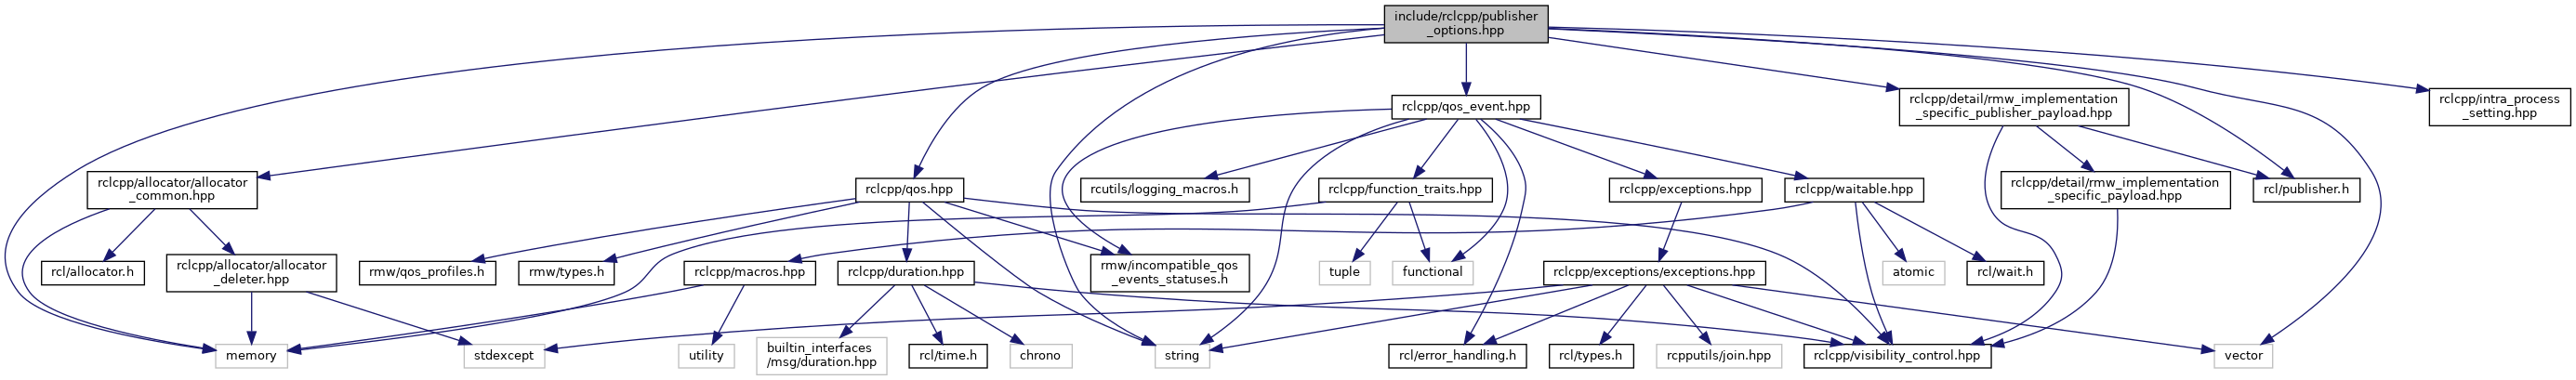 include/rclcpp/publisher
_options.hpp
rclcpp/qos_event.hpp
rclcpp/detail/rmw_implementation
_specific_publisher_payload.hpp
rclcpp/intra_process
_setting.hpp
rclcpp/allocator/allocator
_common.hpp
rclcpp/qos.hpp
rcutils/logging_macros.h
rclcpp/function_traits.hpp
rclcpp/exceptions.hpp
rclcpp/waitable.hpp
rclcpp/detail/rmw_implementation
_specific_payload.hpp
rcl/publisher.h
rcl/allocator.h
rclcpp/allocator/allocator
_deleter.hpp
rmw/qos_profiles.h
rmw/types.h
rclcpp/macros.hpp
rclcpp/duration.hpp
rmw/incompatible_qos
_events_statuses.h
tuple
functional
rclcpp/exceptions/exceptions.hpp
atomic
rcl/wait.h
memory
stdexcept
utility
builtin_interfaces
/msg/duration.hpp
rcl/time.h
chrono
string
rcl/error_handling.h
rcl/types.h
rcpputils/join.hpp
rclcpp/visibility_control.hpp
vector